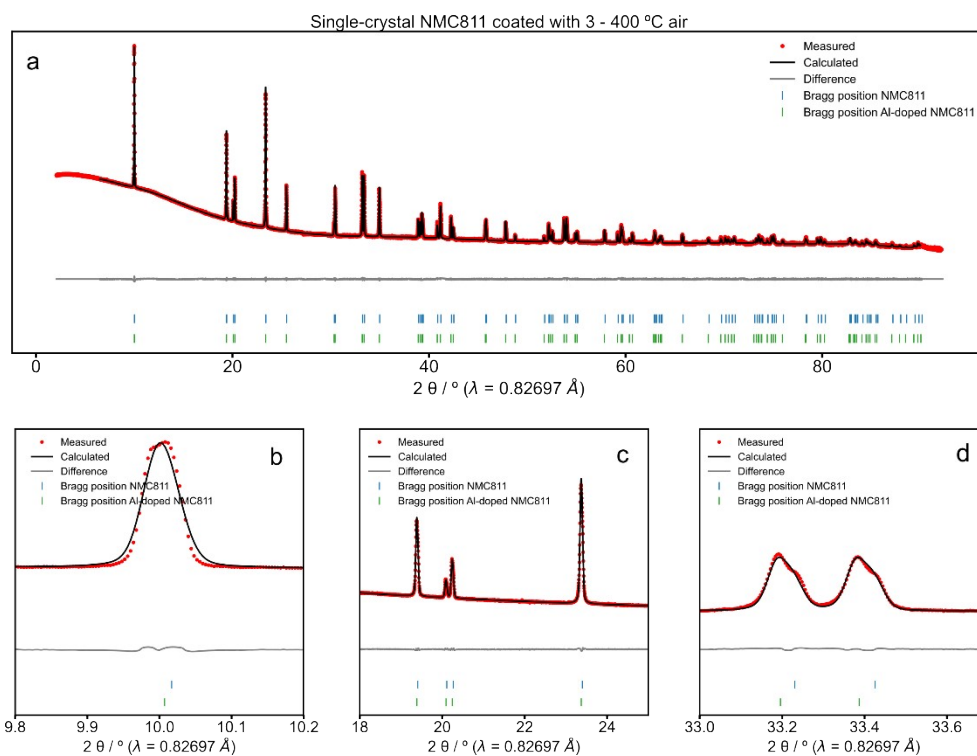 Single-crystal NMC811 coated with 3 - 400 ºC air
a
Measured
Calculated
Difference
Bragg position NMC811
Bragg position Al-doped NMC811
0 20 40 60 80
2 θ / º (λ = 0.82697 Å)
b
Measured
Calculated
Difference
Bragg position NMC811
Bragg position Al-doped NMC811
9.8 9.9 10.0 10.1 10.2
2 θ / º (λ = 0.82697 Å)
c
Measured
Calculated
Difference
Bragg position NMC811
Bragg position Al-doped NMC811
18 20 22 24
2 θ / º (λ = 0.82697 Å)
d
Measured
Calculated
Difference
Bragg position NMC811
Bragg position Al-doped NMC811
33.0 33.2 33.4 33.6
2 θ / º (λ = 0.82697 Å)